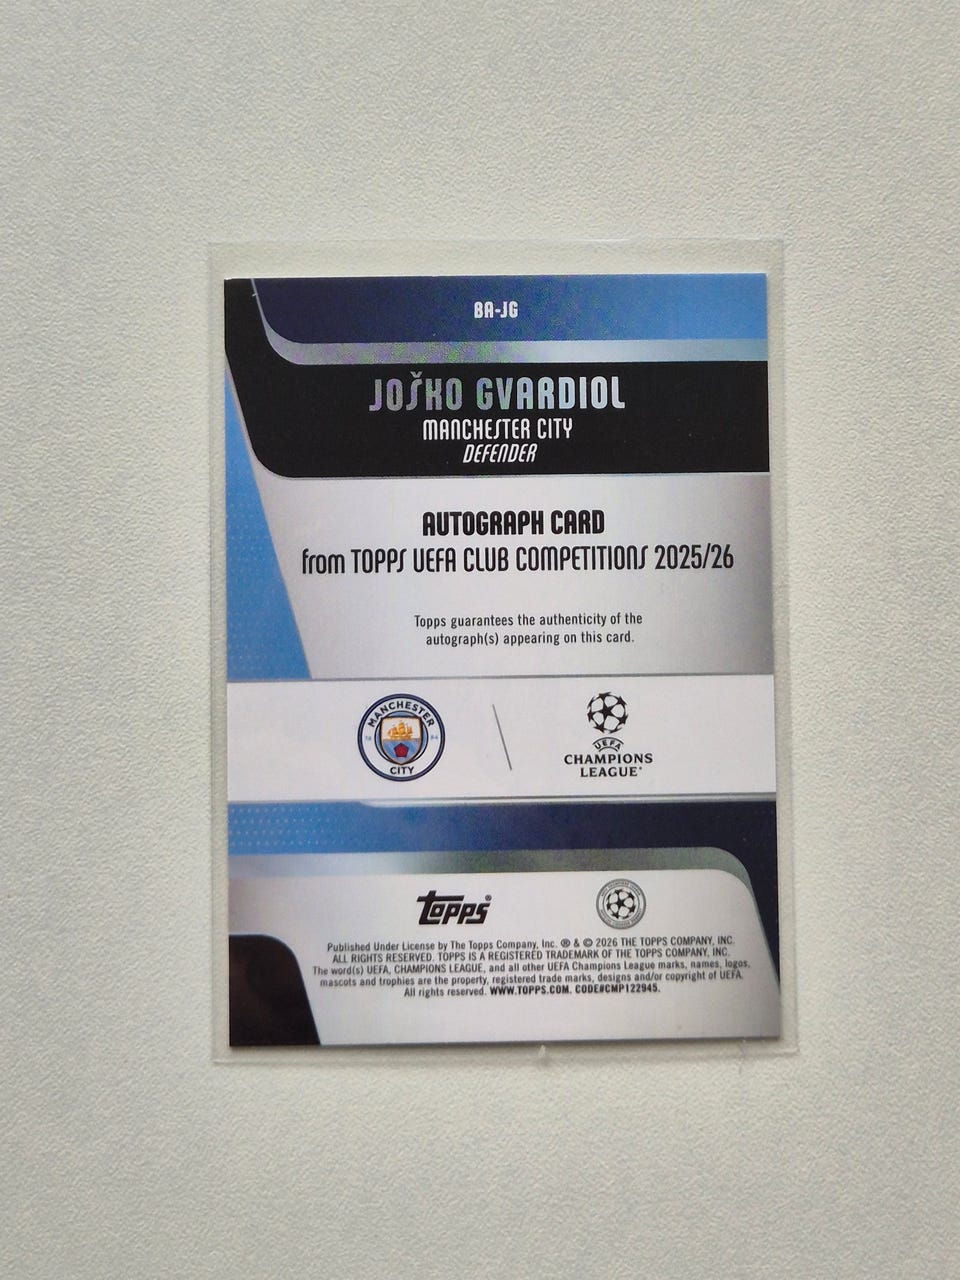 BA-JG
JOŠKO GVARDIOL
MANCHESTER CITY
DEFENDER
AUTOGRAPH CARD
from TOPPS UEFA CLUB COMPETITIONS 2025/26
Topps guarantees the authenticity of the
autograph(s) appearing on this card.
MANCHESTER
18 94
CITY
UEFA
CHAMPIONS
LEAGUE®
topps®
Published Under License by The Topps Company, Inc. ® & © 2026 THE TOPPS COMPANY, INC.
ALL RIGHTS RESERVED. TOPPS IS A REGISTERED TRADEMARK OF THE TOPPS COMPANY, INC.
The word(s) UEFA, CHAMPIONS LEAGUE, and all other UEFA Champions League marks, names, logos,
mascots and trophies are the property, registered trade marks, designs and/or copyright of UEFA.
All rights reserved. WWW.TOPPS.COM. CODE#CMP122945.